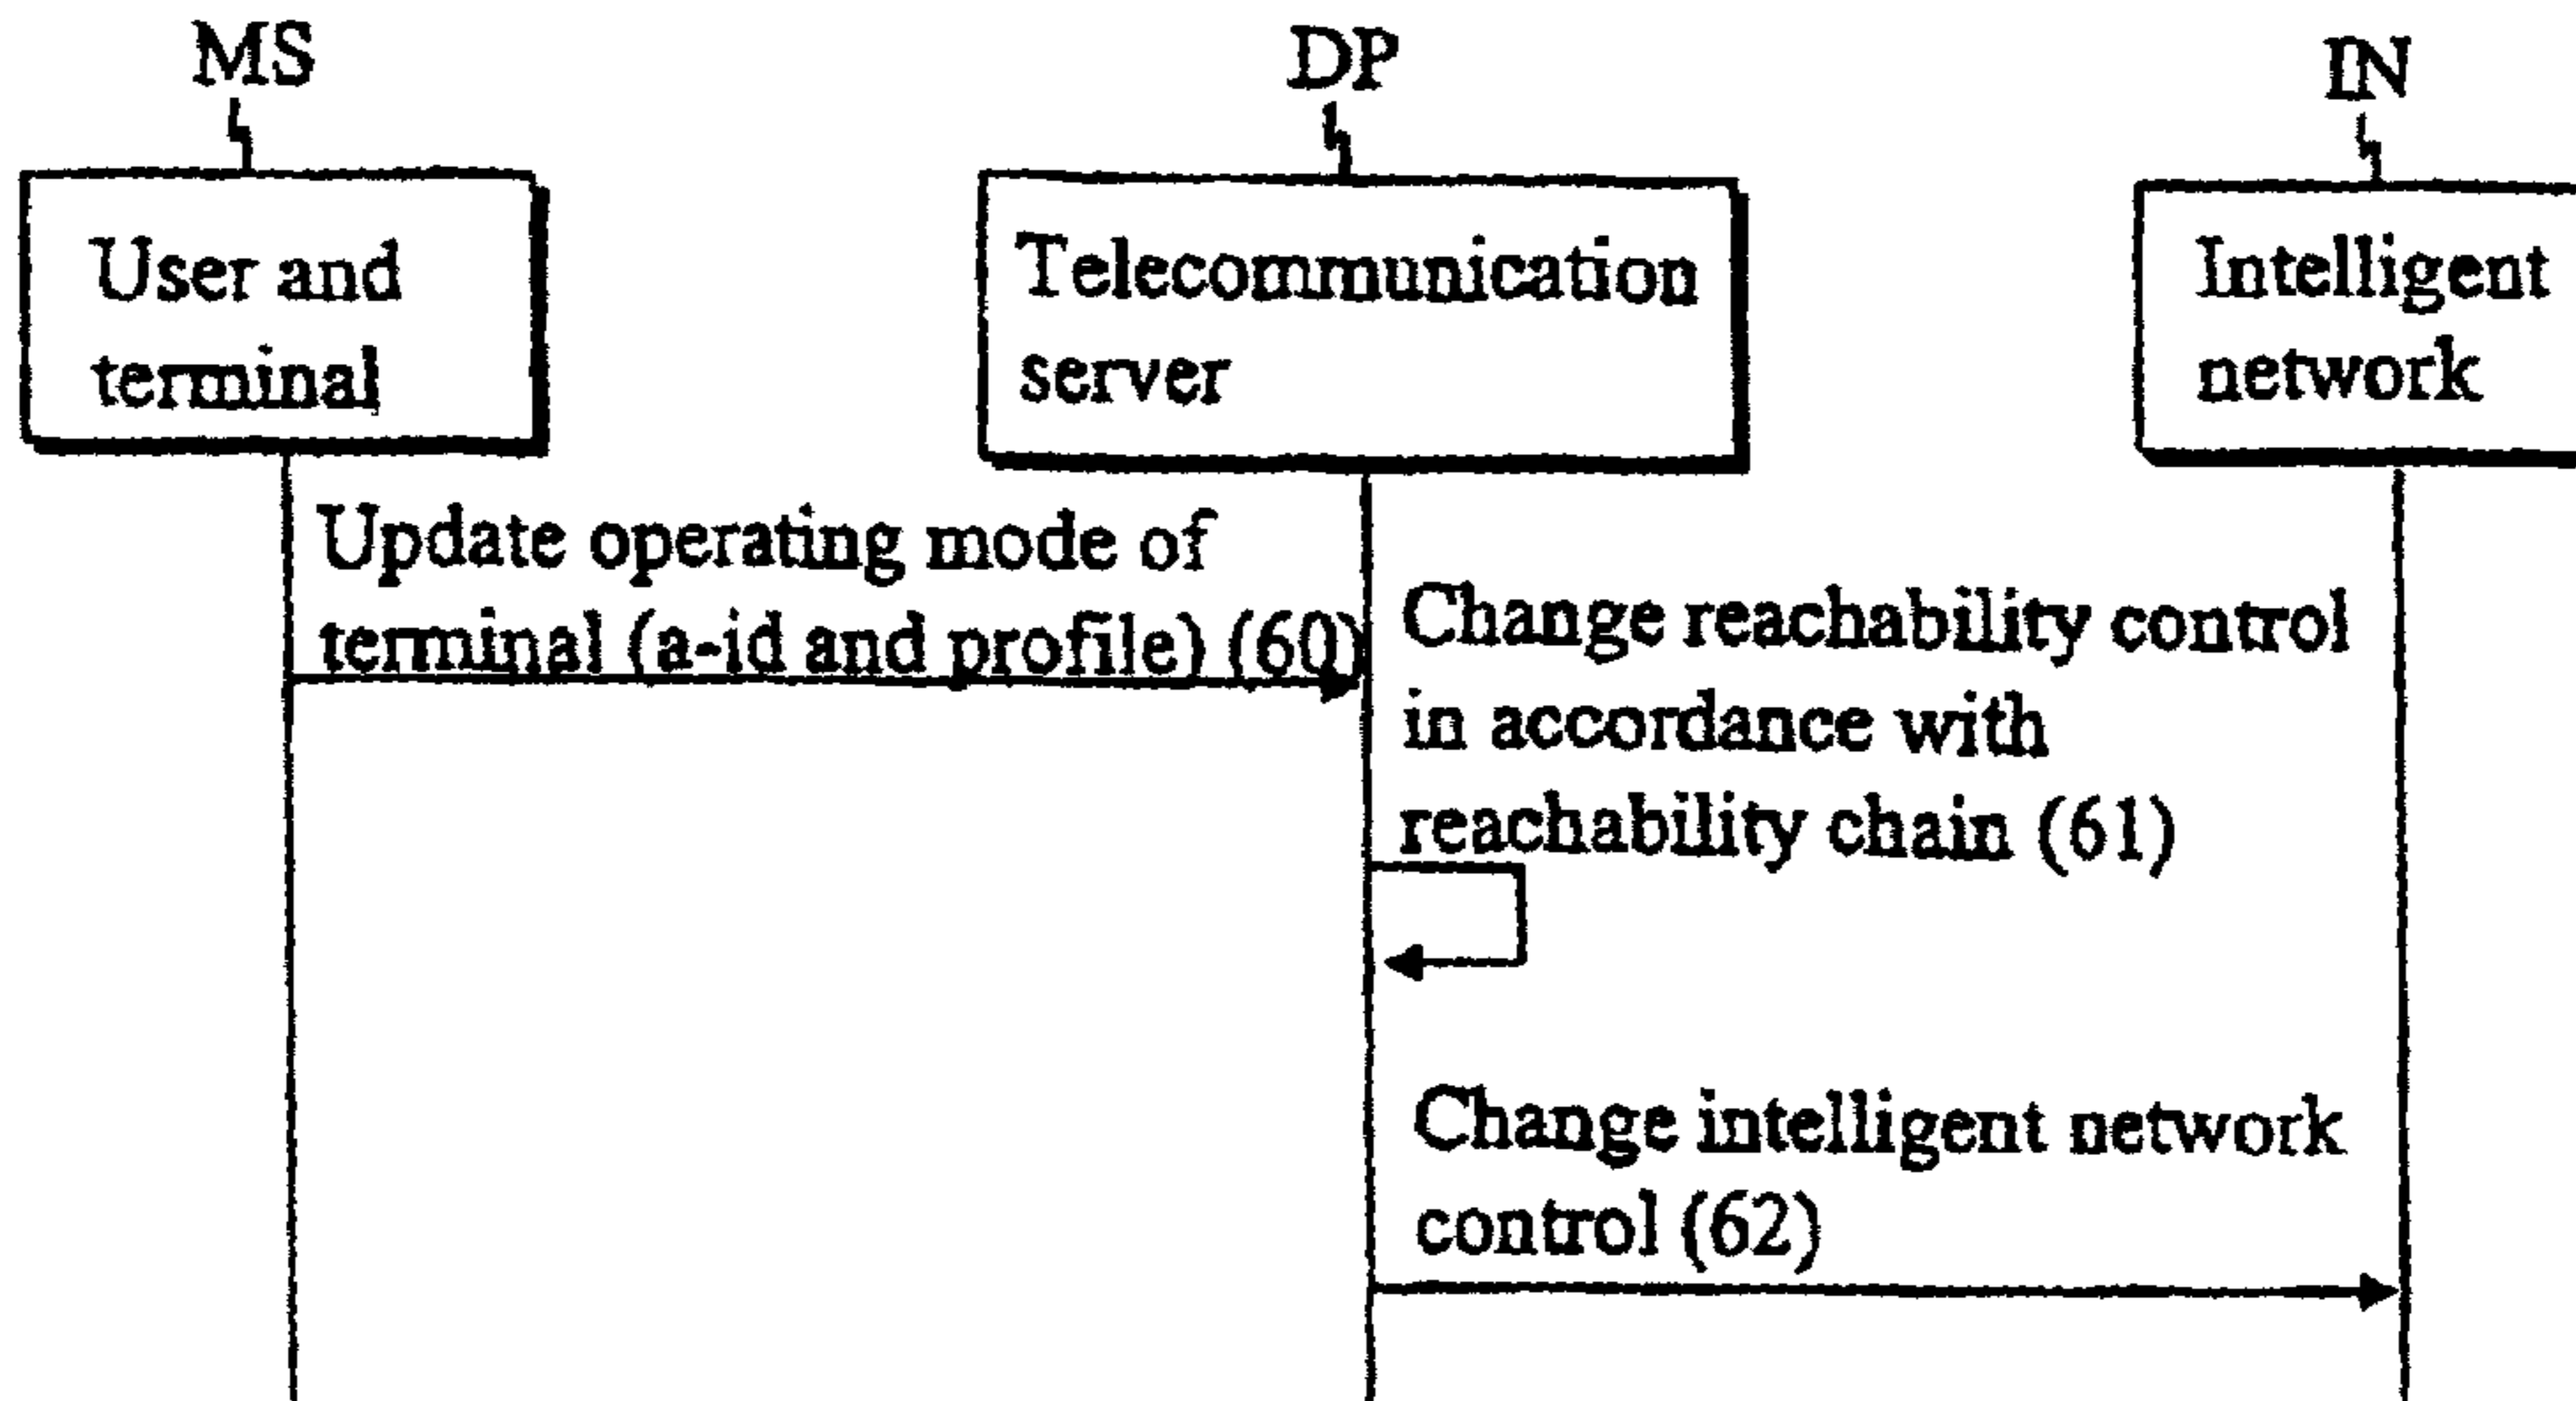 MS
DP
IN
User and
terminal
Telecommunication
server
Intelligent
network
Update operating mode of
terminal (a-id and profile) (60)
Change reachability control
in accordance with
reachability chain (61)
Change intelligent network
control (62)